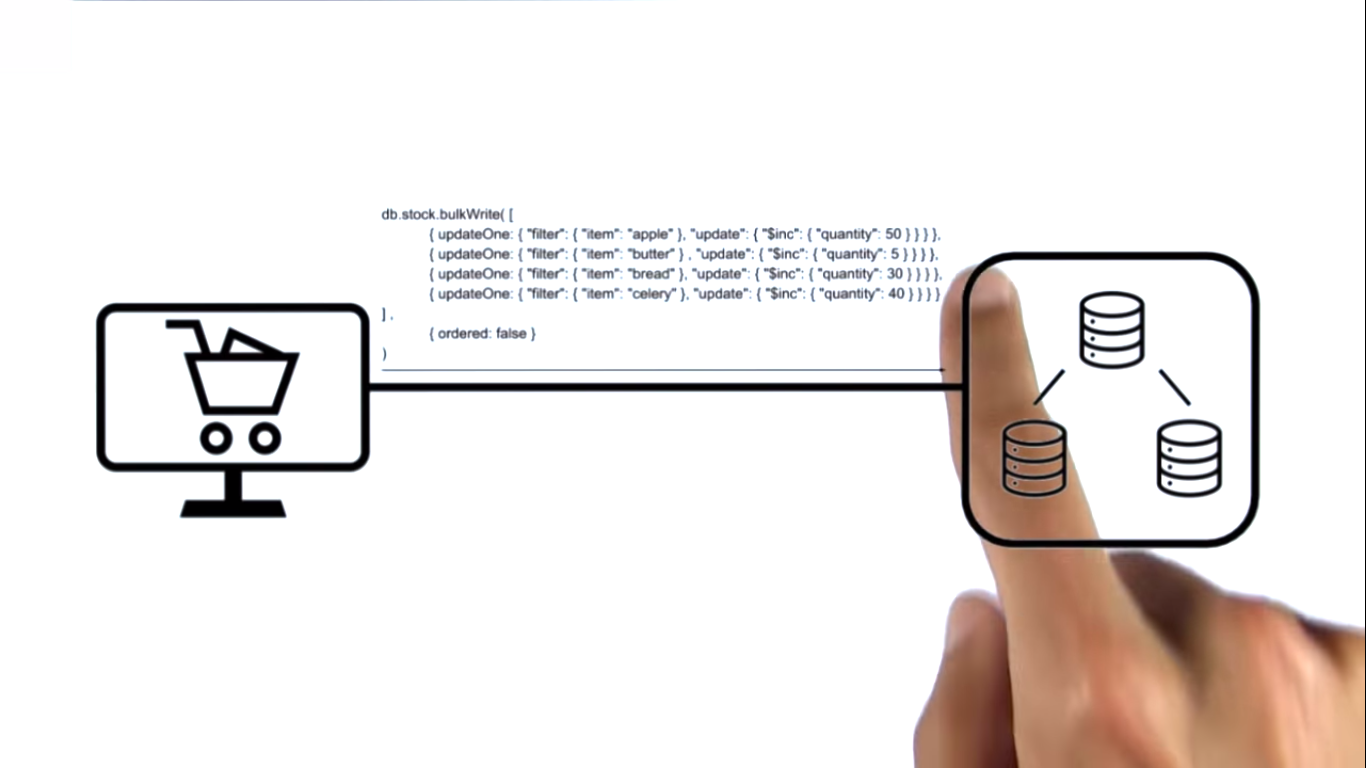 db.stock.bulkWrite( [
{ updateOne: { "filter": { "item": "apple" }, "update": { "$inc": { "quantity": 50 } } } },
{ updateOne: { "filter": { "item": "butter" } , "update": { "$inc": { "quantity": 5 } } } },
{ updateOne: { "filter": { "item": "bread" }, "update": { "$inc": { "quantity": 30 } } } },
{ updateOne: { "filter": { "item": "celery" }, "update": { "$inc": { "quantity": 40 } } } }
] ,
{ ordered: false }
)